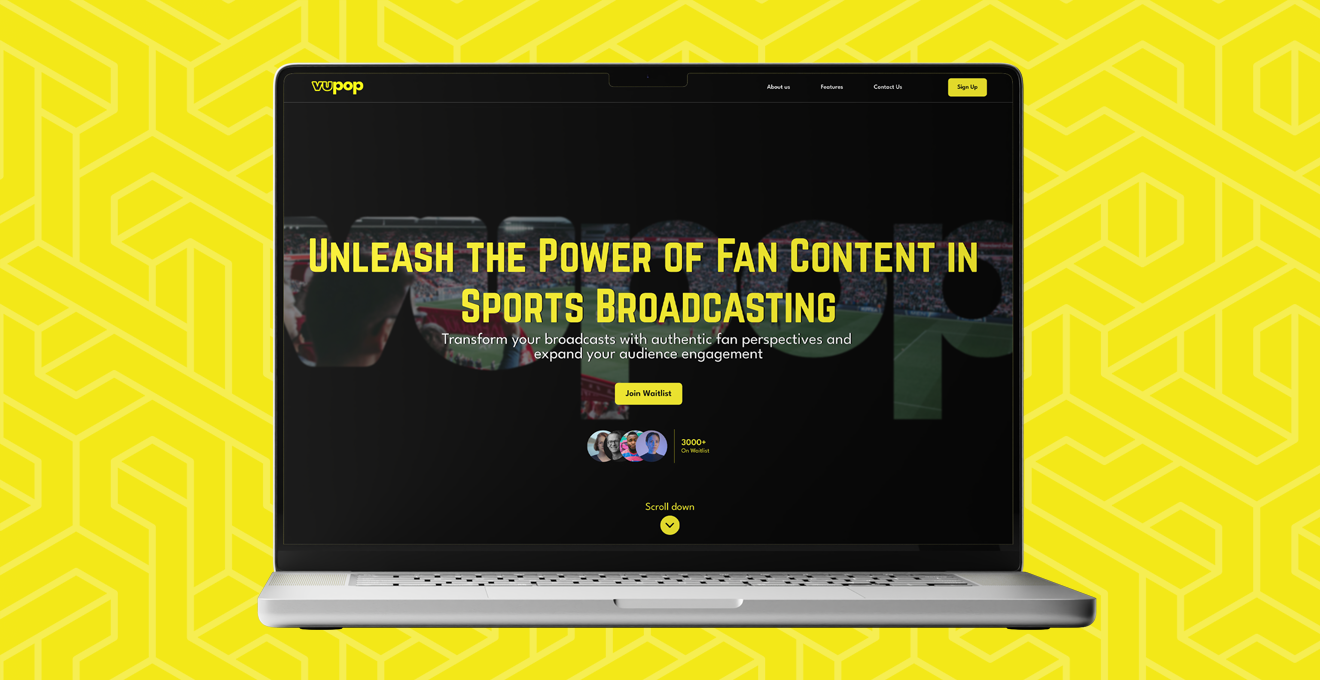 vupop
About us
Features
Contact Us
Sign Up
vupop
Unleash the Power of Fan Content in
Sports Broadcasting
Transform your broadcasts with authentic fan perspectives and
expand your audience engagement
Join Waitlist
3000+
On Waitlist
Scroll down